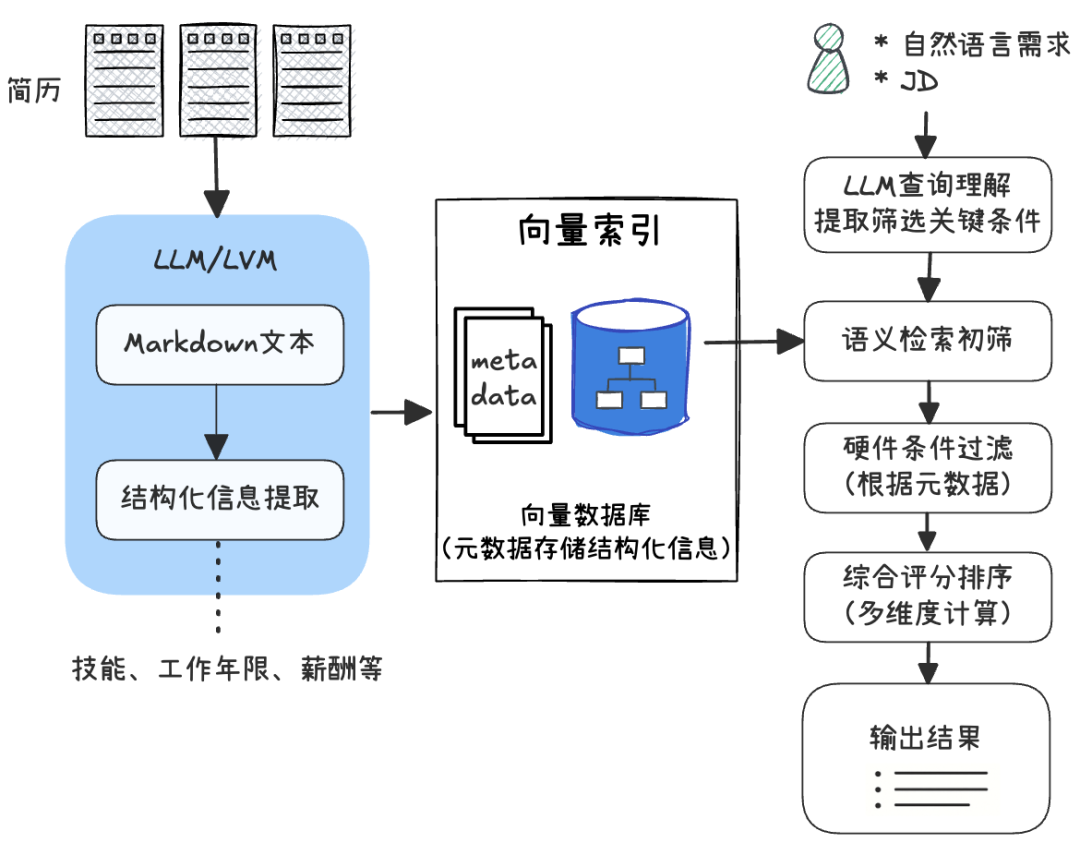 简历
LLM/LVM
Markdown文本
结构化信息提取
技能、工作年限、薪酬等
向量索引
meta
data
向量数据库
（元数据存储结构化信息）
* 自然语言需求
* JD
LLM查询理解
提取筛选关键条件
语义检索初筛
硬件条件过滤
（根据元数据）
综合评分排序
（多维度计算）
输出结果